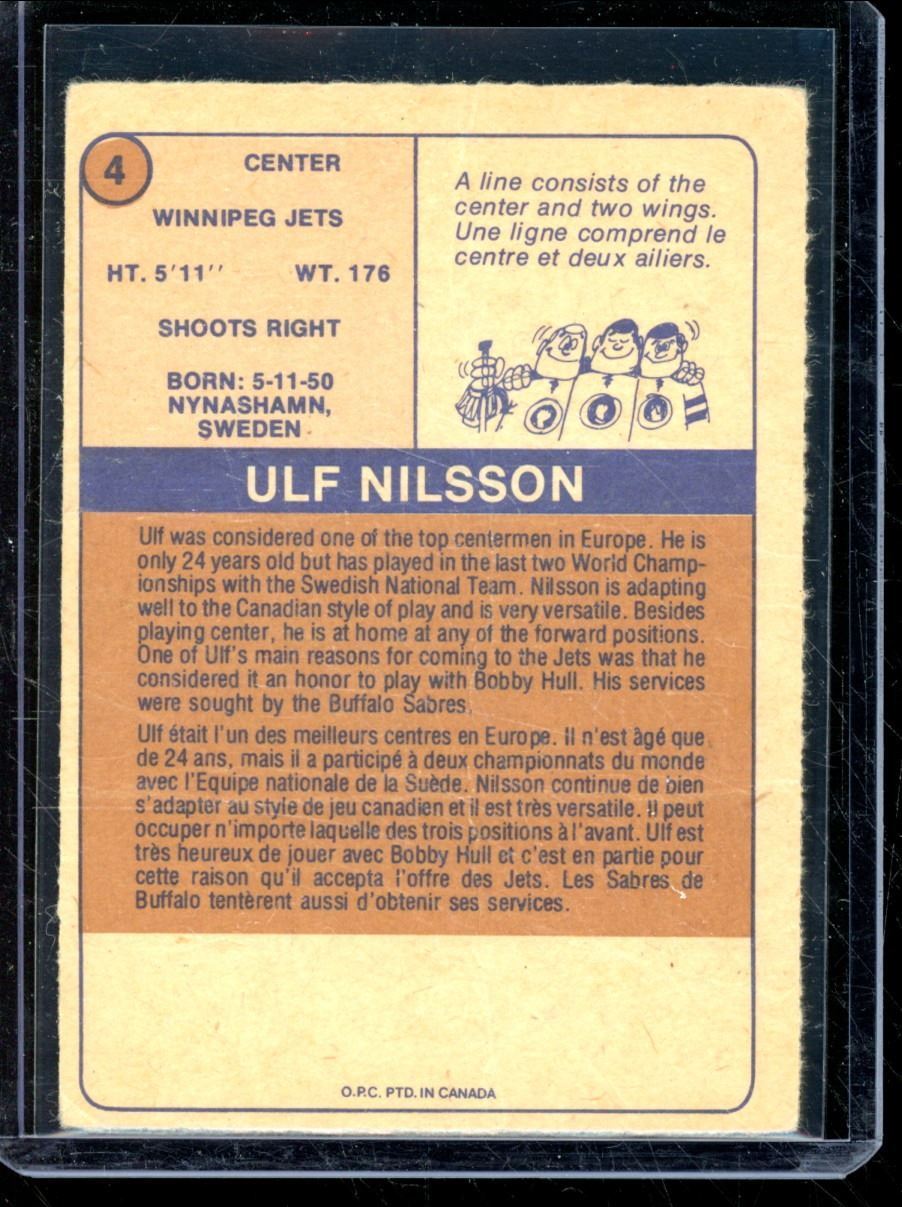 4
CENTER
WINNIPEG JETS
HT. 5'11'' WT. 176
SHOOTS RIGHT
BORN: 5-11-50
NYNASHAMN,
SWEDEN
A line consists of the
center and two wings.
Une ligne comprend le
centre et deux ailiers.
ULF NILSSON
Ulf was considered one of the top centermen in Europe. He is
only 24 years old but has played in the last two World Champ-
ionships with the Swedish National Team. Nilsson is adapting
well to the Canadian style of play and is very versatile. Besides
playing center, he is at home at any of the forward positions.
One of Ulf's main reasons for coming to the Jets was that he
considered it an honor to play with Bobby Hull. His services
were sought by the Buffalo Sabres.
Ulf était l'un des meilleurs centres en Europe. Il n'est âgé que
de 24 ans, mais il a participé à deux championnats du monde
avec l'Equipe nationale de la Suède. Nilsson continue de bien
s'adapter au style de jeu canadien et il est très versatile. Il peut
occuper n'importe laquelle des trois positions à l'avant. Ulf est
très heureux de jouer avec Bobby Hull et c'est en partie pour
cette raison qu'il accepta l'offre des Jets. Les Sabres de
Buffalo tentèrent aussi d'obtenir ses services.
O.P.C. PTD. IN CANADA